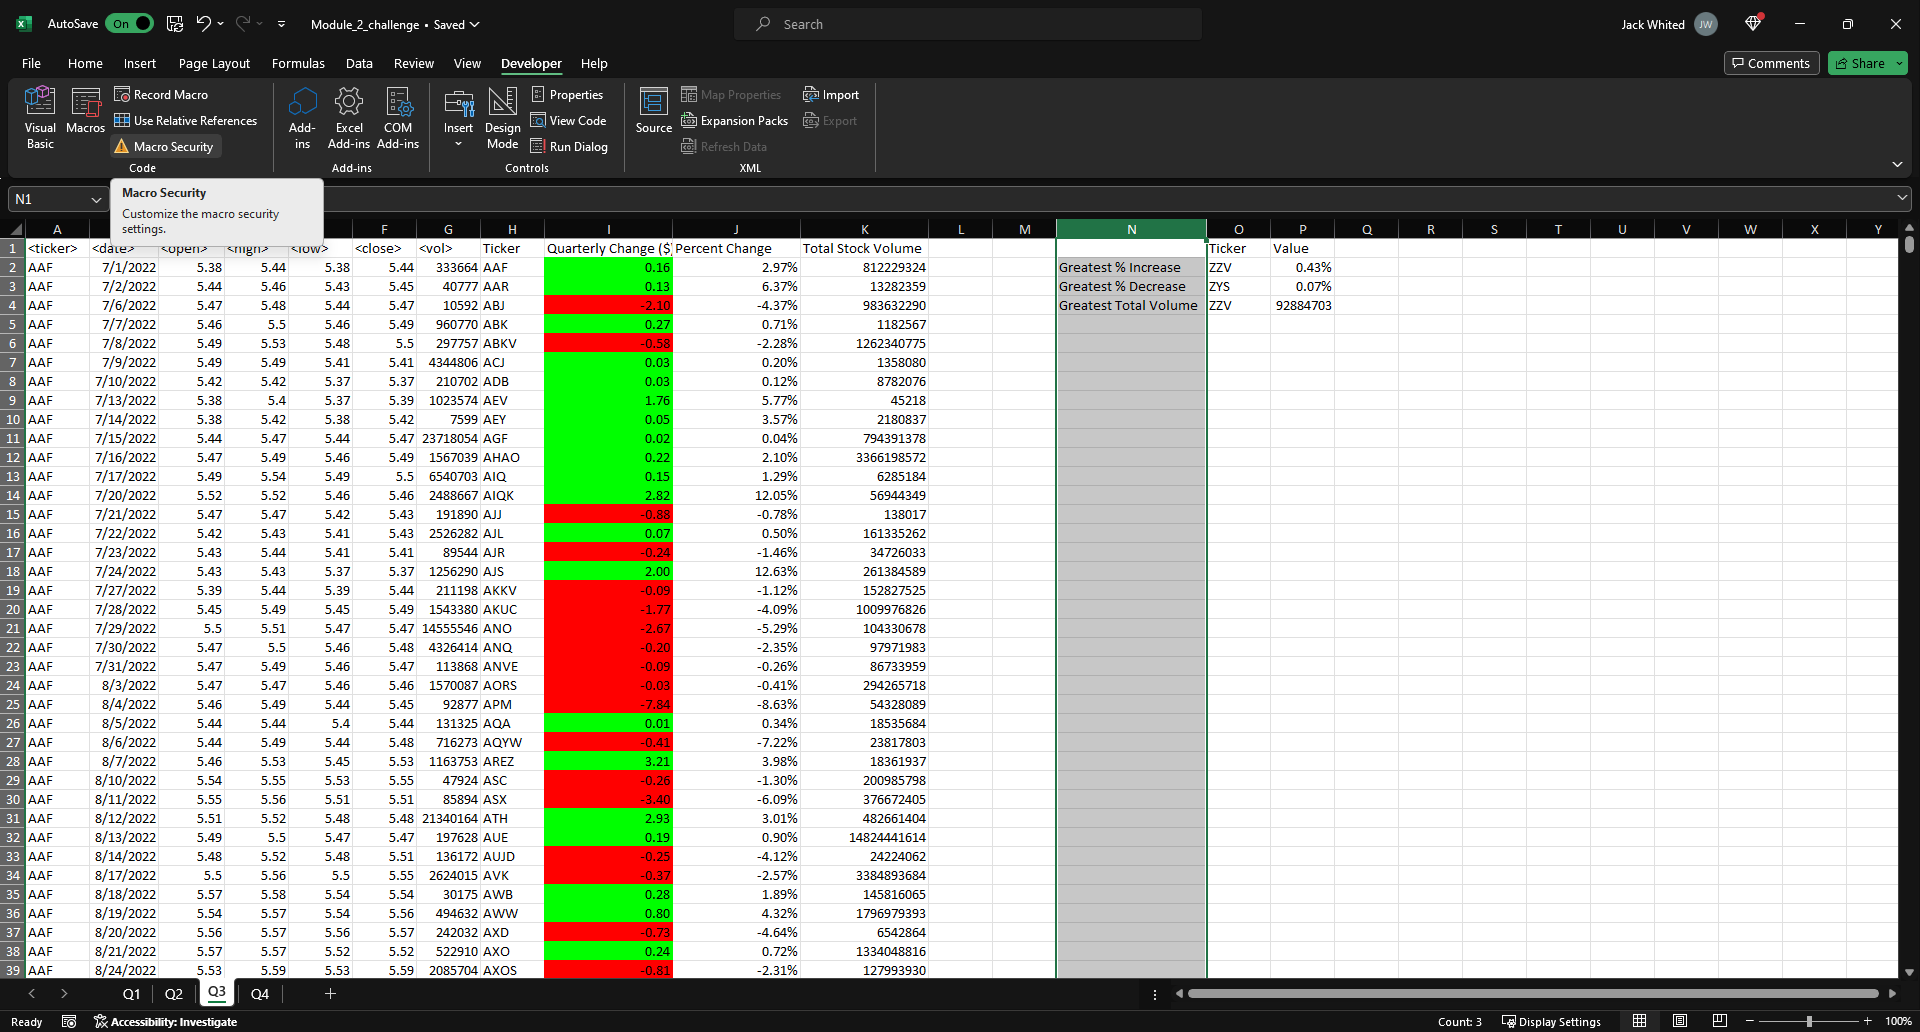 AutoSave On Module_2_challenge • Saved Search Jack Whited JW
File Home Insert Page Layout Formulas Data Review View Developer Help Comments Share
Visual Basic
Macros
Record Macro
Use Relative References
Macro Security
Code
Add-ins
Excel Add-ins
COM Add-ins
Add-ins
Insert
Design Mode
Properties
View Code
Run Dialog
Controls
Source
Map Properties
Expansion Packs
Refresh Data
Import
Export
XML
N1
Macro Security
Customize the macro security
settings.
A F G H I J K L M N O P Q R S T U V W X Y
1 <ticker> <date> <open> <high> <low> <close> <vol> Ticker Quarterly Change ($ Percent Change Total Stock Volume Ticker Value
2 AAF 7/1/2022 5.38 5.44 5.38 5.44 333664 AAF 0.16 2.97% 812229324 Greatest % Increase ZZV 0.43%
3 AAF 7/2/2022 5.44 5.46 5.43 5.45 40777 AAR 0.13 6.37% 13282359 Greatest % Decrease ZYS 0.07%
4 AAF 7/6/2022 5.47 5.48 5.44 5.47 10592 ABJ -2.10 -4.37% 983632290 Greatest Total Volume ZZV 92884703
5 AAF 7/7/2022 5.46 5.5 5.46 5.49 960770 ABK 0.27 0.71% 1182567
6 AAF 7/8/2022 5.49 5.53 5.48 5.5 297757 ABKV -0.58 -2.28% 1262340775
7 AAF 7/9/2022 5.49 5.49 5.41 5.41 4344806 ACJ 0.03 0.20% 1358080
8 AAF 7/10/2022 5.42 5.42 5.37 5.37 210702 ADB 0.03 0.12% 8782076
9 AAF 7/13/2022 5.38 5.4 5.37 5.39 1023574 AEV 1.76 5.77% 45218
10 AAF 7/14/2022 5.38 5.42 5.38 5.42 7599 AEY 0.05 3.57% 2180837
11 AAF 7/15/2022 5.44 5.47 5.44 5.47 23718054 AGF 0.02 0.04% 794391378
12 AAF 7/16/2022 5.47 5.49 5.46 5.49 1567039 AHAO 0.22 2.10% 3366198572
13 AAF 7/17/2022 5.49 5.54 5.49 5.5 6540703 AIQ 0.15 1.29% 6285184
14 AAF 7/20/2022 5.52 5.52 5.46 5.46 2488667 AIQK 2.82 12.05% 56944349
15 AAF 7/21/2022 5.47 5.47 5.42 5.43 191890 AJJ -0.88 -0.78% 138017
16 AAF 7/22/2022 5.42 5.43 5.41 5.43 2526282 AJL 0.07 0.50% 161335262
17 AAF 7/23/2022 5.43 5.44 5.41 5.41 89544 AJR -0.24 -1.46% 34726033
18 AAF 7/24/2022 5.43 5.43 5.37 5.37 1256290 AJS 2.00 12.63% 261384589
19 AAF 7/27/2022 5.39 5.44 5.39 5.44 211198 AKKV -0.09 -1.12% 152827525
20 AAF 7/28/2022 5.45 5.49 5.45 5.49 1543380 AKUC -1.77 -4.09% 1009976826
21 AAF 7/29/2022 5.5 5.51 5.47 5.47 14555546 ANO -2.67 -5.29% 104330678
22 AAF 7/30/2022 5.47 5.5 5.46 5.48 4326414 ANQ -0.20 -2.35% 97971983
23 AAF 7/31/2022 5.47 5.49 5.46 5.47 113868 ANVE -0.09 -0.26% 86733959
24 AAF 8/3/2022 5.47 5.47 5.46 5.46 1570087 AORS -0.03 -0.41% 294265718
25 AAF 8/4/2022 5.46 5.49 5.44 5.45 92877 APM -7.84 -8.63% 54328089
26 AAF 8/5/2022 5.44 5.44 5.4 5.44 131325 AQA 0.01 0.34% 18535684
27 AAF 8/6/2022 5.44 5.49 5.44 5.48 716273 AQYW -0.41 -7.22% 23817803
28 AAF 8/7/2022 5.46 5.53 5.45 5.53 1163753 AREZ 3.21 3.98% 18361937
29 AAF 8/10/2022 5.54 5.55 5.53 5.55 47924 ASC -0.26 -1.30% 200985798
30 AAF 8/11/2022 5.55 5.56 5.51 5.51 85894 ASX -3.40 -6.09% 376672405
31 AAF 8/12/2022 5.51 5.52 5.48 5.48 21340164 ATH 2.93 3.01% 482661404
32 AAF 8/13/2022 5.49 5.5 5.47 5.47 197628 AUE 0.19 0.90% 14824441614
33 AAF 8/14/2022 5.48 5.52 5.48 5.51 136172 AUJD -0.25 -4.12% 24224062
34 AAF 8/17/2022 5.5 5.56 5.5 5.55 2624015 AVK -0.37 -2.57% 3384893684
35 AAF 8/18/2022 5.57 5.58 5.54 5.54 30175 AWB 0.28 1.89% 145816065
36 AAF 8/19/2022 5.54 5.57 5.54 5.56 494632 AWW 0.80 4.32% 1796979393
37 AAF 8/20/2022 5.56 5.57 5.56 5.57 242032 AXD -0.73 -4.64% 6542864
38 AAF 8/21/2022 5.57 5.57 5.52 5.52 522910 AXO 0.24 0.72% 1334048816
39 AAF 8/24/2022 5.53 5.59 5.53 5.59 2085704 AXOS -0.81 -2.31% 127993930
Q1 Q2 Q3 Q4
Ready Accessibility: Investigate Count: 3 Display Settings 100%